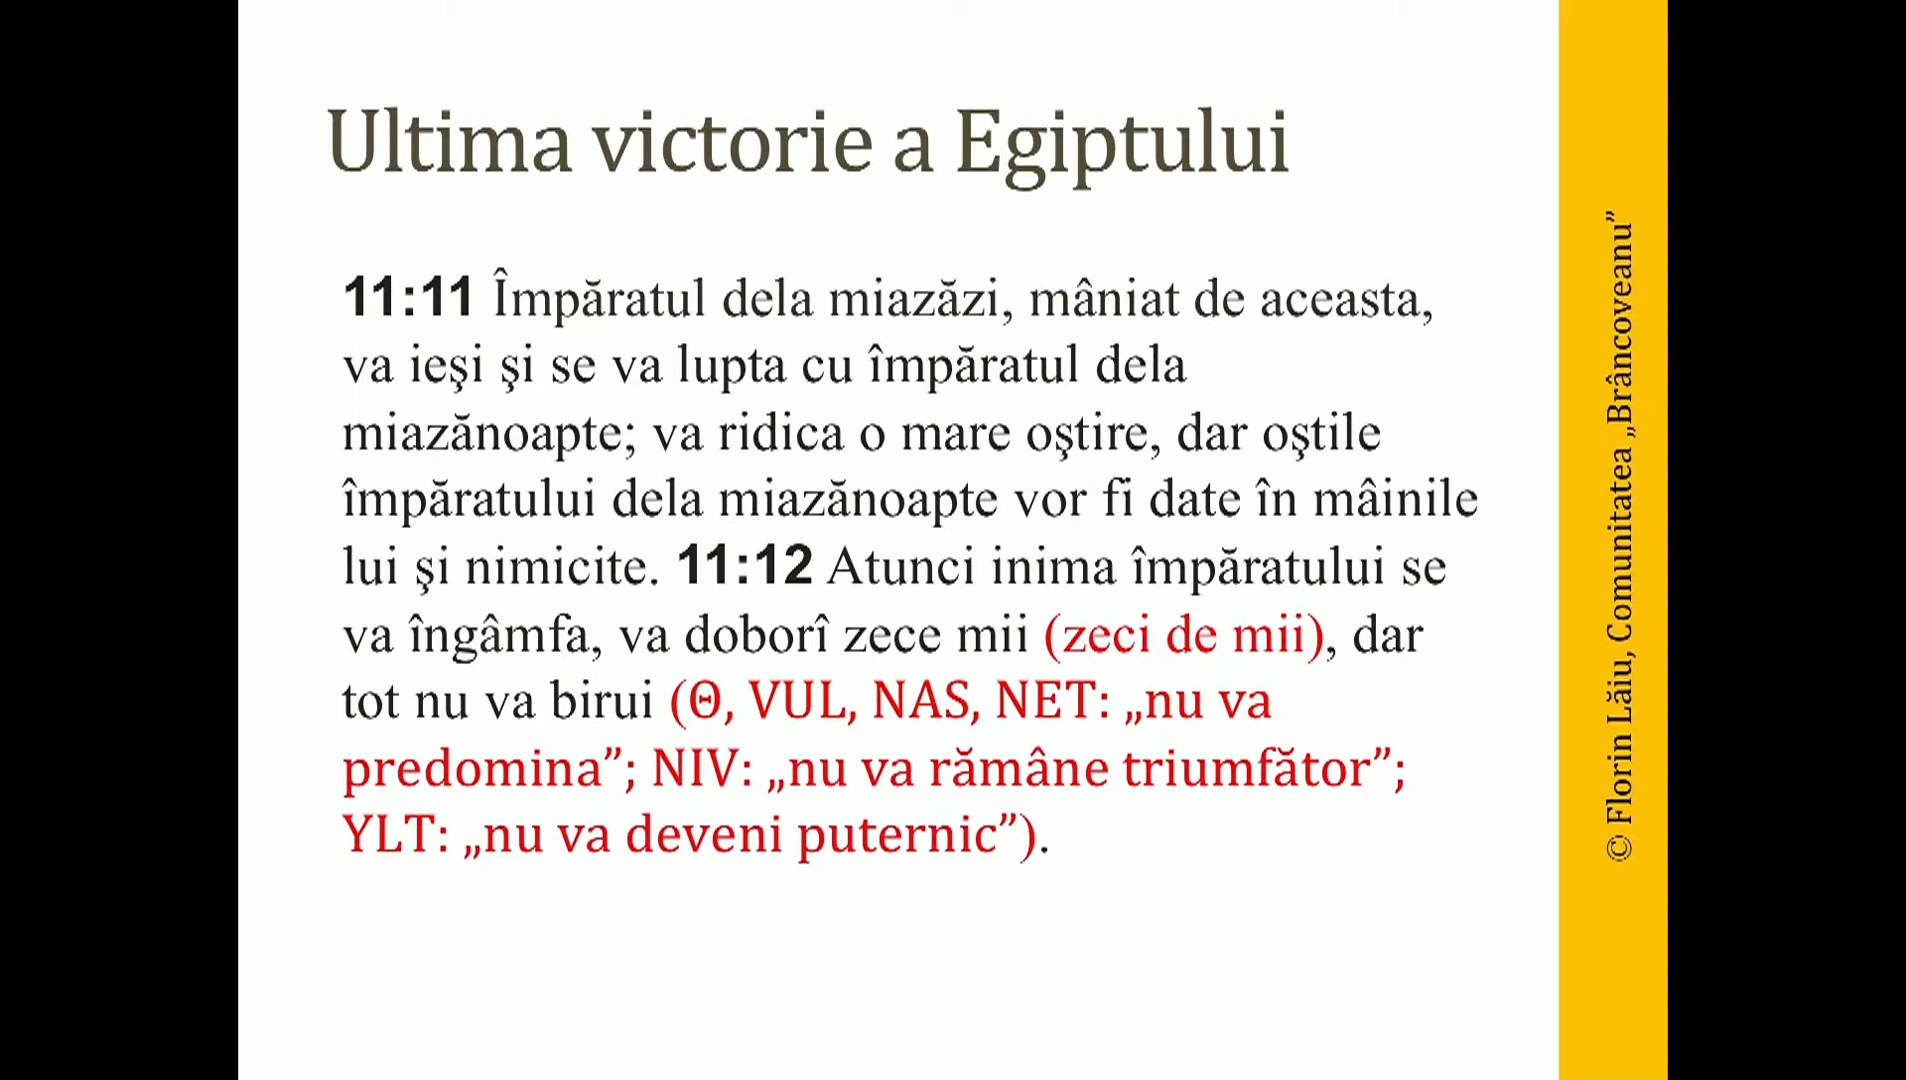 Ultima victorie a Egiptului
11:11 Împăratul dela miazăzi, mâniat de aceasta,
va ieşi şi se va lupta cu împăratul dela
miazănoapte; va ridica o mare oştire, dar oştile
împăratului dela miazănoapte vor fi date în mâinile
lui şi nimicite. 11:12 Atunci inima împăratului se
va îngâmfa, va doborî zece mii (zeci de mii), dar
tot nu va birui (Θ, VUL, NAS, NET: „nu va
predomina”; NIV: „nu va rămâne triumfător”;
YLT: „nu va deveni puternic”).
© Florin Lăiu, Comunitatea „Brâncoveanu”